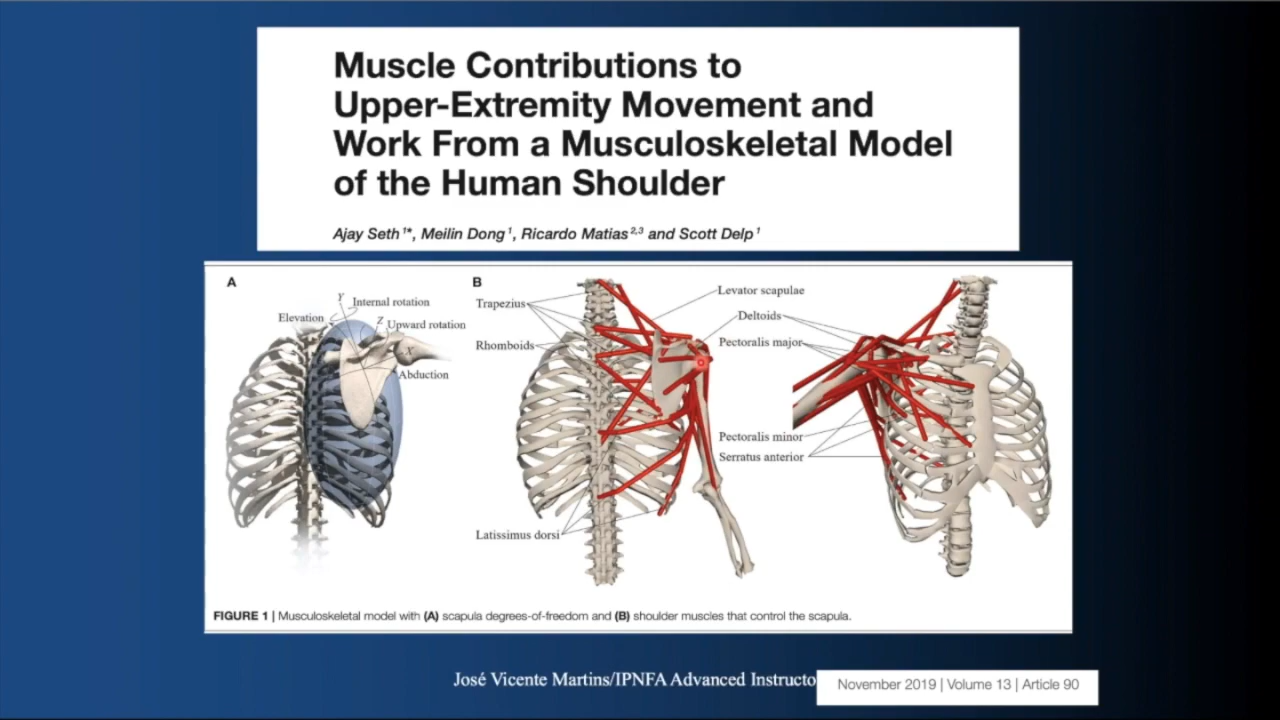 Muscle Contributions to
Upper-Extremity Movement and
Work From a Musculoskeletal Model
of the Human Shoulder
Ajay Seth 1*, Meilin Dong 1, Ricardo Matias 2,3 and Scott Delp 1
A
Y
Internal rotation
Elevation
Z
Upward rotation
X
Abduction
B
Trapezius
Rhomboids
Latissimus dorsi
Levator scapulae
Deltoids
Pectoralis major
Pectoralis minor
Serratus anterior
FIGURE 1 | Musculoskeletal model with (A) scapula degrees-of-freedom and (B) shoulder muscles that control the scapula.
José Vicente Martins/IPNFA Advanced Instructo
November 2019 | Volume 13 | Article 90